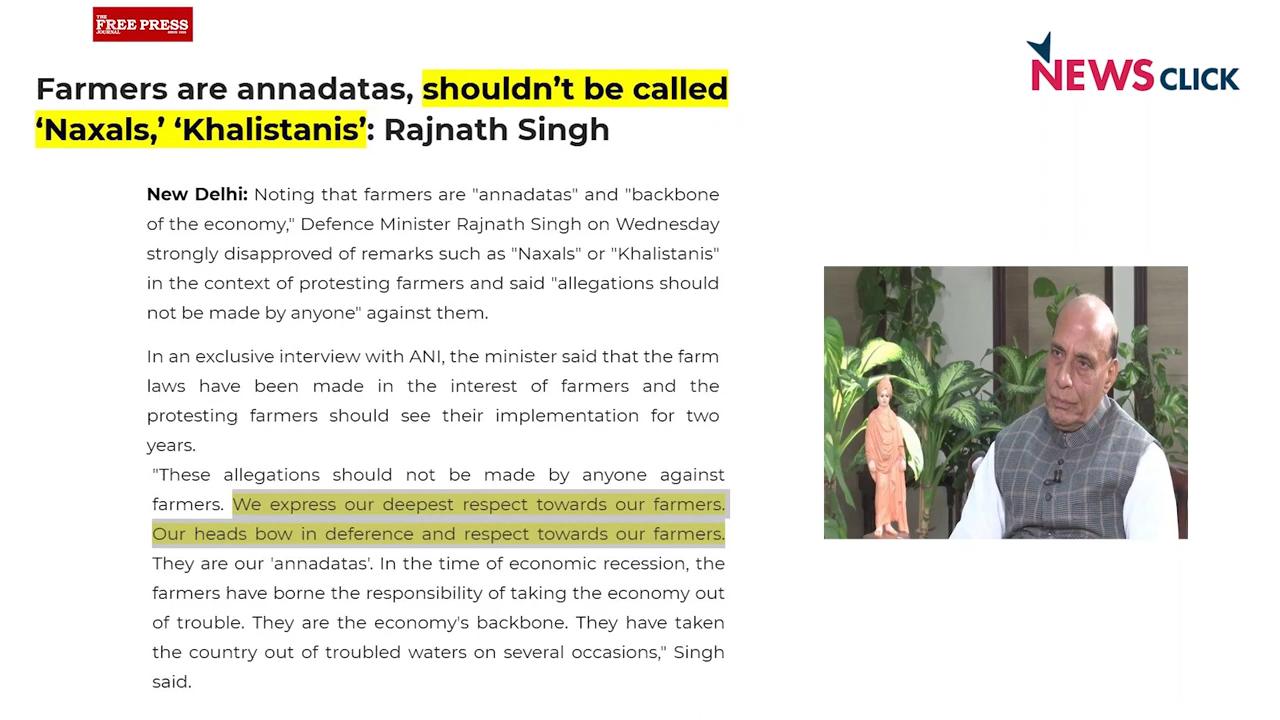 THE
FREE PRESS
JOURNAL SINCE 1928
NEWSCLICK
Farmers are annadatas, shouldn't be called
'Naxals,' 'Khalistanis': Rajnath Singh
New Delhi: Noting that farmers are "annadatas" and "backbone
of the economy," Defence Minister Rajnath Singh on Wednesday
strongly disapproved of remarks such as "Naxals" or "Khalistanis"
in the context of protesting farmers and said "allegations should
not be made by anyone" against them.
In an exclusive interview with ANI, the minister said that the farm
laws have been made in the interest of farmers and the
protesting farmers should see their implementation for two
years.
"These allegations should not be made by anyone against
farmers. We express our deepest respect towards our farmers.
Our heads bow in deference and respect towards our farmers.
They are our 'annadatas'. In the time of economic recession, the
farmers have borne the responsibility of taking the economy out
of trouble. They are the economy's backbone. They have taken
the country out of troubled waters on several occasions," Singh
said.